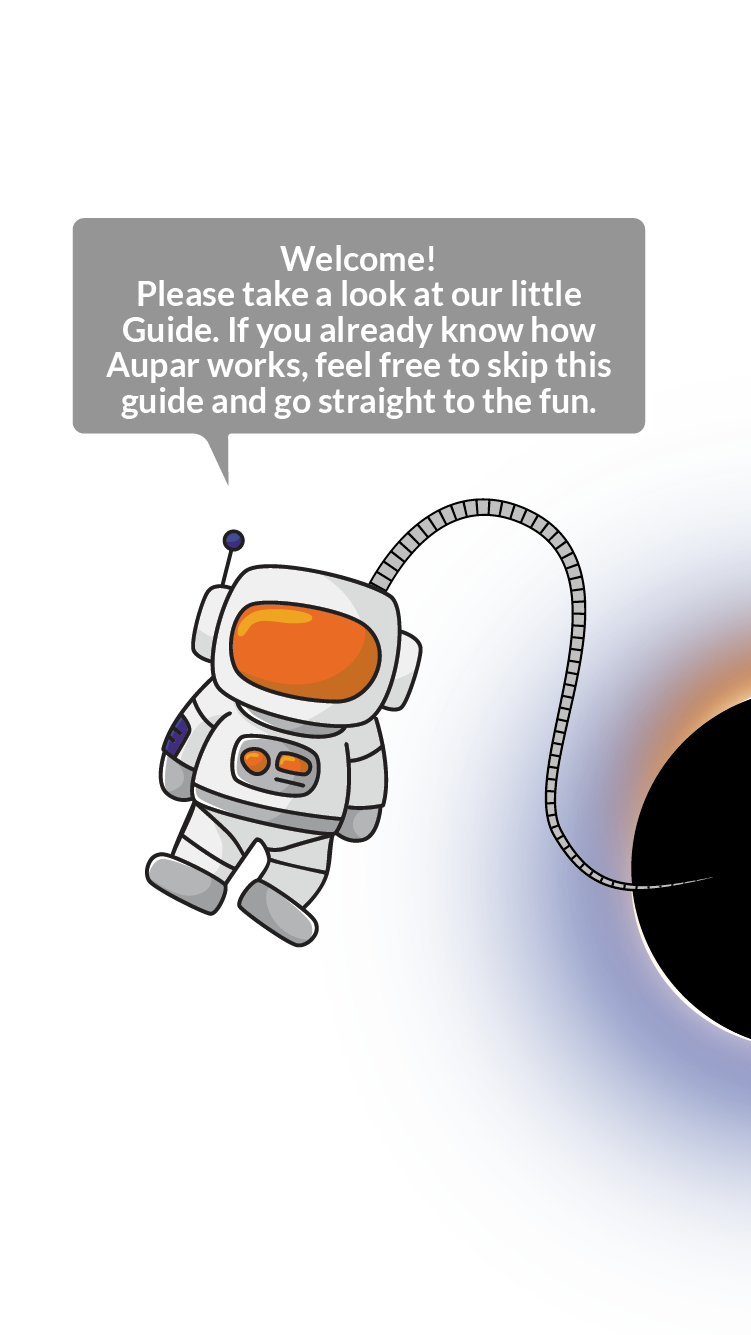 Welcome!
Please take a look at our little
Guide. If you already know how
Aupar works, feel free to skip this
guide and go straight to the fun.